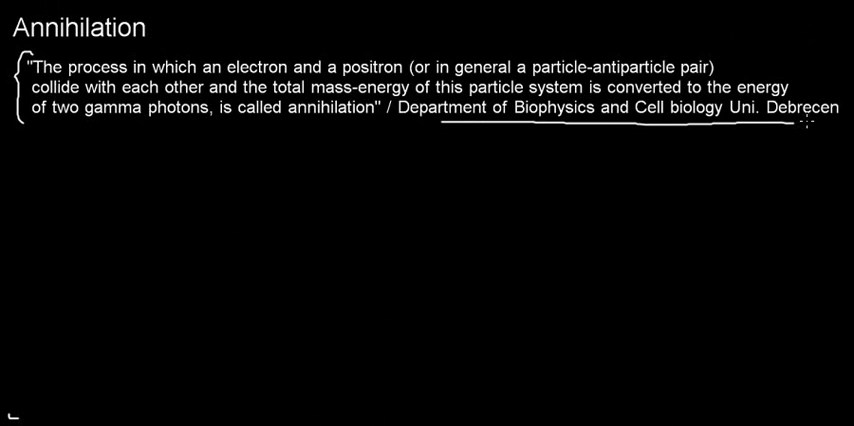 Annihilation
"The process in which an electron and a positron (or in general a particle-antiparticle pair)
collide with each other and the total mass-energy of this particle system is converted to the energy
of two gamma photons, is called annihilation" / Department of Biophysics and Cell biology Uni. Debrecen